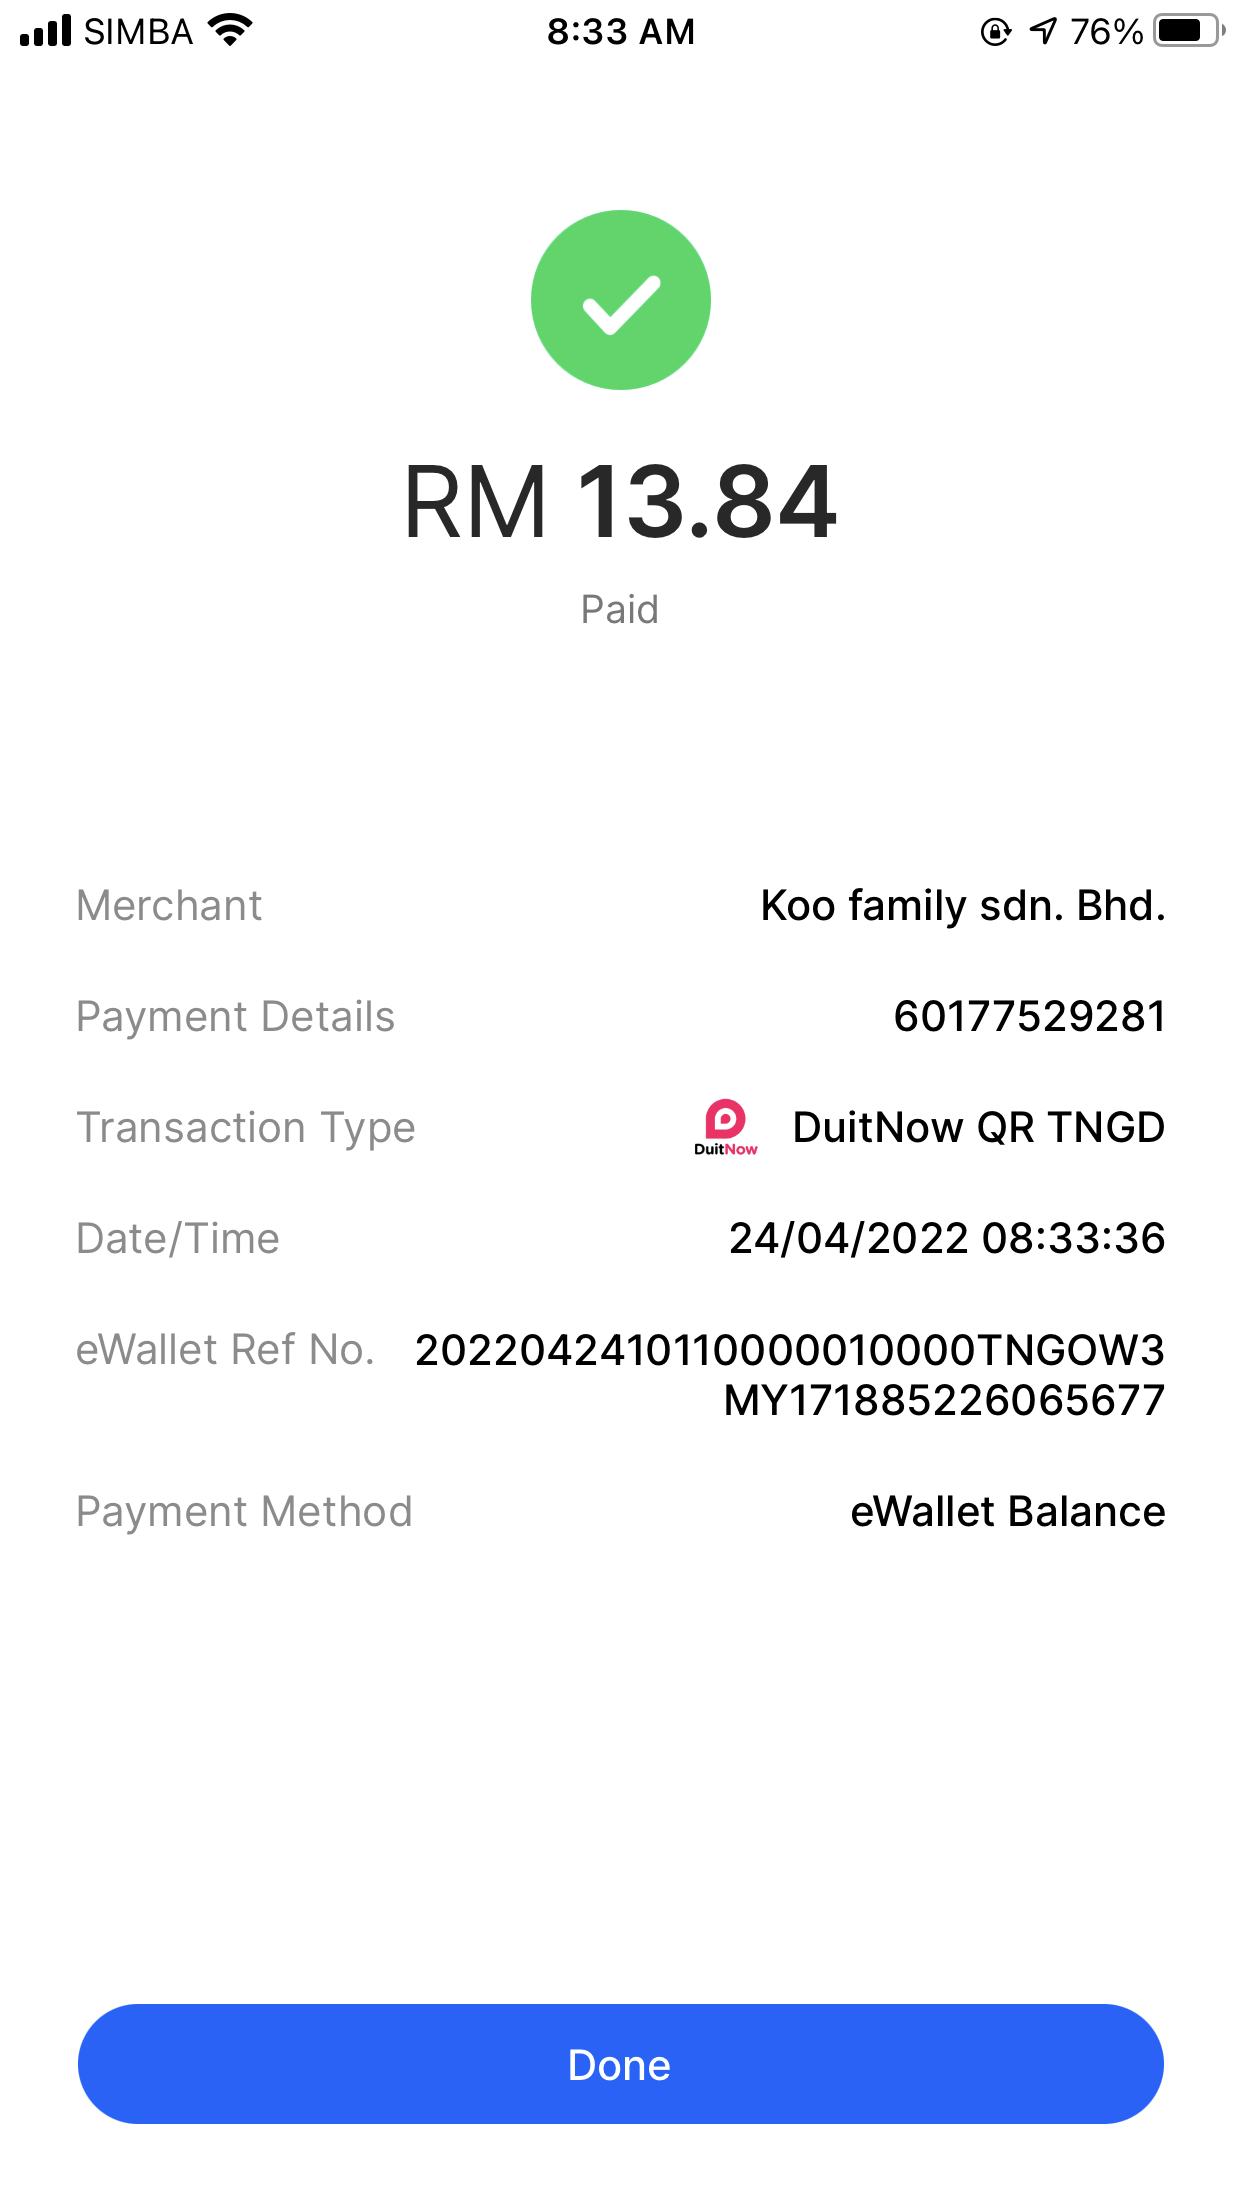 SIMBA 8:33 AM 76%
RM 13.84
Paid
Merchant Koo family sdn. Bhd.
Payment Details 60177529281
Transaction Type DuitNow DuitNow QR TNGD
Date/Time 24/04/2022 08:33:36
eWallet Ref No. 20220424101110000010000TNGOW3
MY171885226065677
Payment Method eWallet Balance
Done